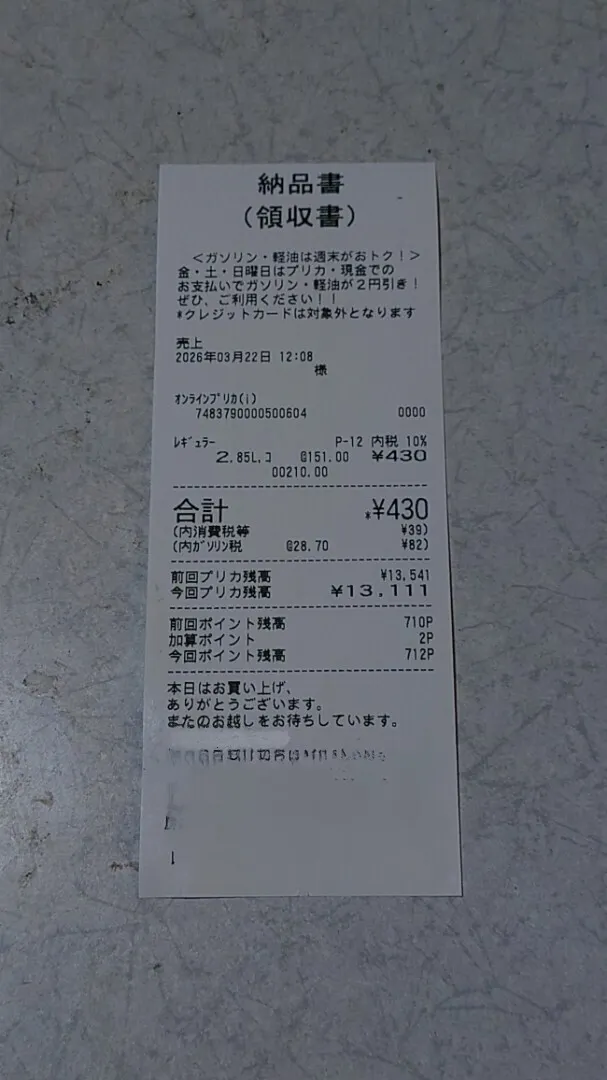 納品書
(領収書)
<ガソリン・軽油は週末がおトク！>
金・土・日曜日はプリカ・現金での
お支払いでガソリン・軽油が２円引き！
ぜひ、ご利用ください！！
*クレジットカードは対象外となります
売上
2026年03月22日 12:08
様
ｵﾝﾗｲﾝﾌﾟﾘｶ(i)
7483790000500604 0000
ﾚｷﾞｭﾗｰ P-12 内税 10%
2.85L.ｺ @151.00 ¥430
00210.00
合計 *¥430
(内消費税等 ¥39)
(内ｶﾞｿﾘﾝ税 @28.70 ¥82)
前回プリカ残高 ¥13,541
今回プリカ残高 ¥13,111
前回ポイント残高 710P
加算ポイント 2P
今回ポイント残高 712P
本日はお買い上げ、
ありがとうございます。
またのお越しをお待ちしています。